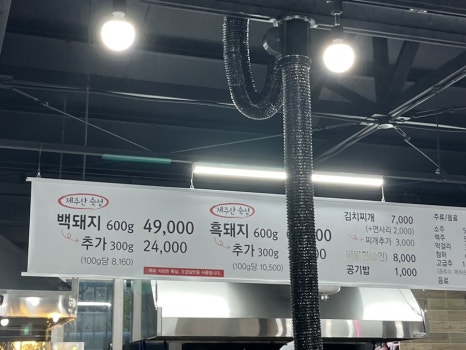 제주산 숙성
백돼지 600g 49,000
추가 300g 24,000
(100g당 8,160)
제주산 숙성
흑돼지 600g
추가 300g
(100g당 10,500)
김치찌개 7,000
(+면사리 2,000)
찌개추가 3,000
8,000
공기밥 1,000
주류/음료
소주
맥주
막걸리
청하
고급주
음료